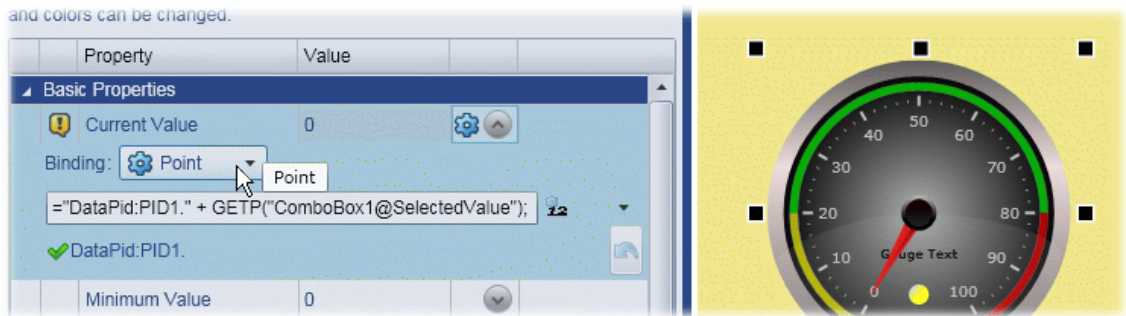 and colors can be changed.
Property Value
Basic Properties
Current Value 0
Binding: Point
Point
="DataPid:PID1." + GETP("ComboBox1@SelectedValue"); 12
DataPid:PID1.
Minimum Value 0
50
40 60
30 70
20 80
Gauge Text
10 90
0 100